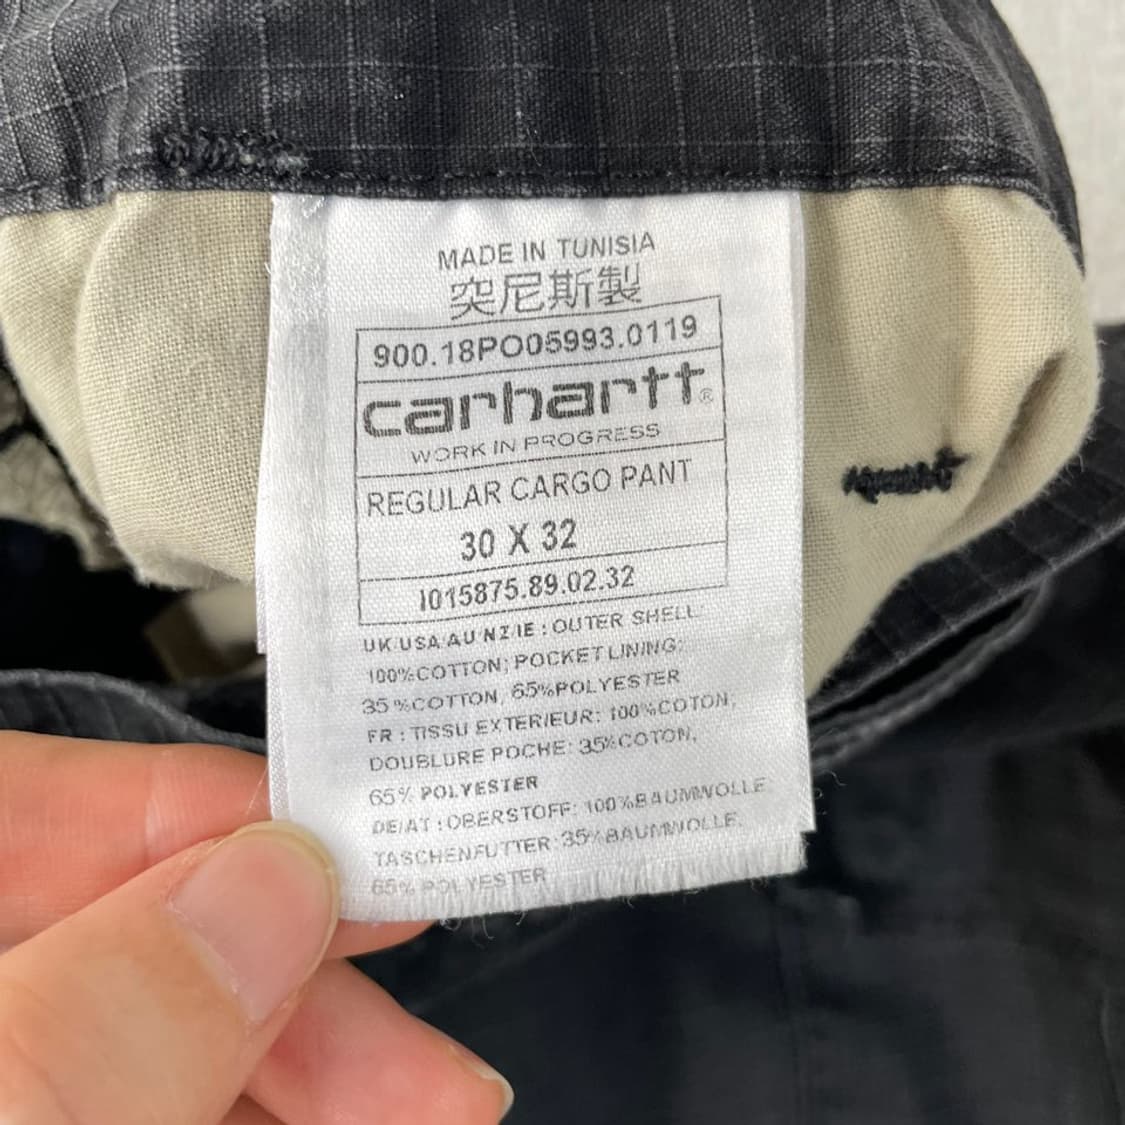 MADE IN TUNISIA
突尼斯製
900.18PO05993.0119
carhartt®
WORK IN PROGRESS
REGULAR CARGO PANT
30 X 32
I015875.89.02.32
UK/USA/AU/NZ/IE : OUTER SHELL:
100%COTTON; POCKET LINING:
35%COTTON, 65%POLYESTER
FR : TISSU EXTERIEUR: 100%COTON,
DOUBLURE POCHE: 35%COTON,
65% POLYESTER
DE/AT : OBERSTOFF: 100%BAUMWOLLE
TASCHENFUTTER: 35%BAUMWOLLE,
65% POLYESTER